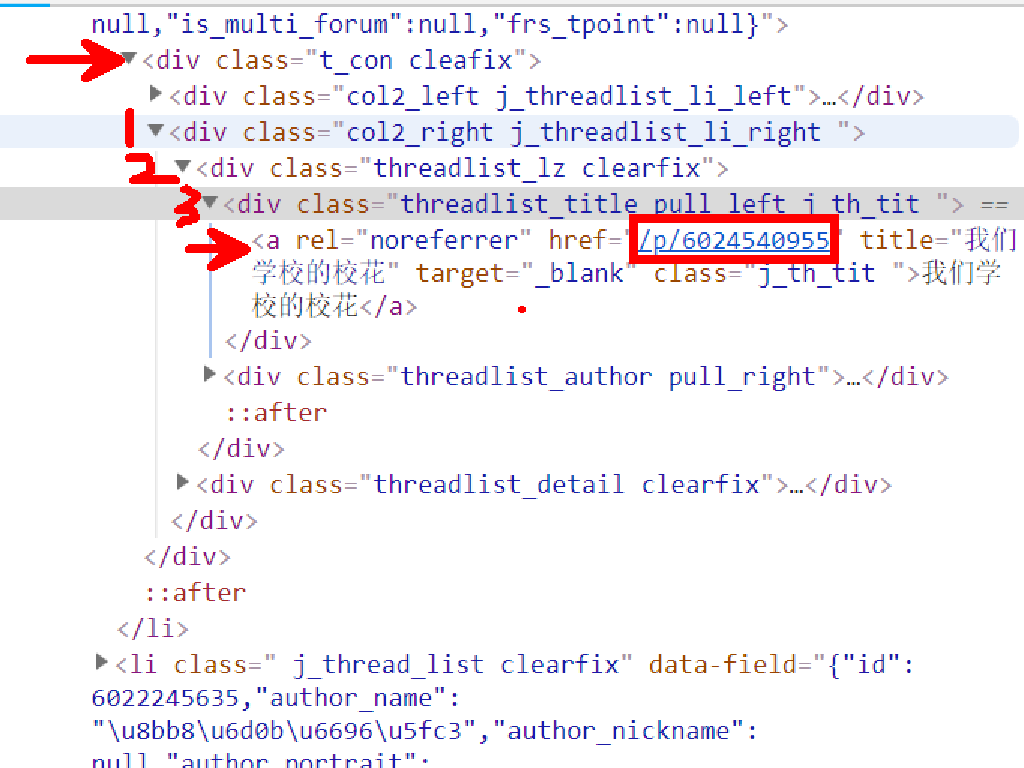 null,"is_multi_forum":null,"frs_tpoint":null}">
<div class="t_con cleafix">
<div class="col2_left j_threadlist_li_left">…</div>
1 <div class="col2_right j_threadlist_li_right ">
2 <div class="threadlist_lz clearfix">
3 <div class="threadlist_title pull_left j_th_tit "> ==
<a rel="noreferrer" href="/p/6024540955" title="我们
学校的校花" target="_blank" class="j_th_tit ">我们学
校的校花</a>
</div>
<div class="threadlist_author pull_right">…</div>
::after
</div>
<div class="threadlist_detail clearfix">…</div>
</div>
</div>
::after
</li>
<li class=" j_thread_list clearfix" data-field="{"id":
6022245635,"author_name":
"\u8bb8\u6d0b\u6696\u5fc3","author_nickname":
null,"author_portrait":